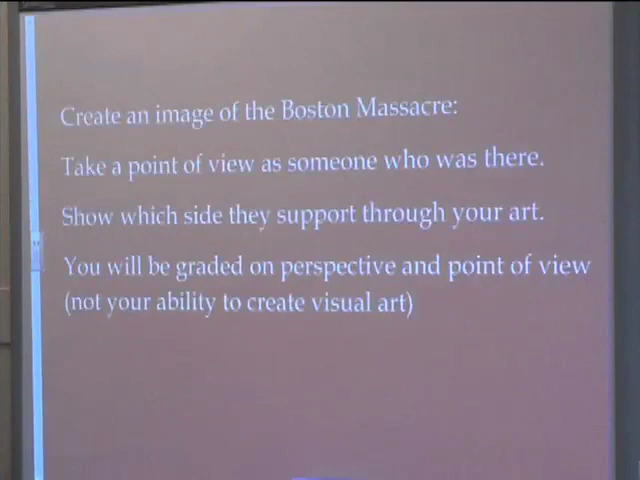 Create an image of the Boston Massacre:
Take a point of view as someone who was there.
Show which side they support through your art.
You will be graded on perspective and point of view
(not your ability to create visual art)